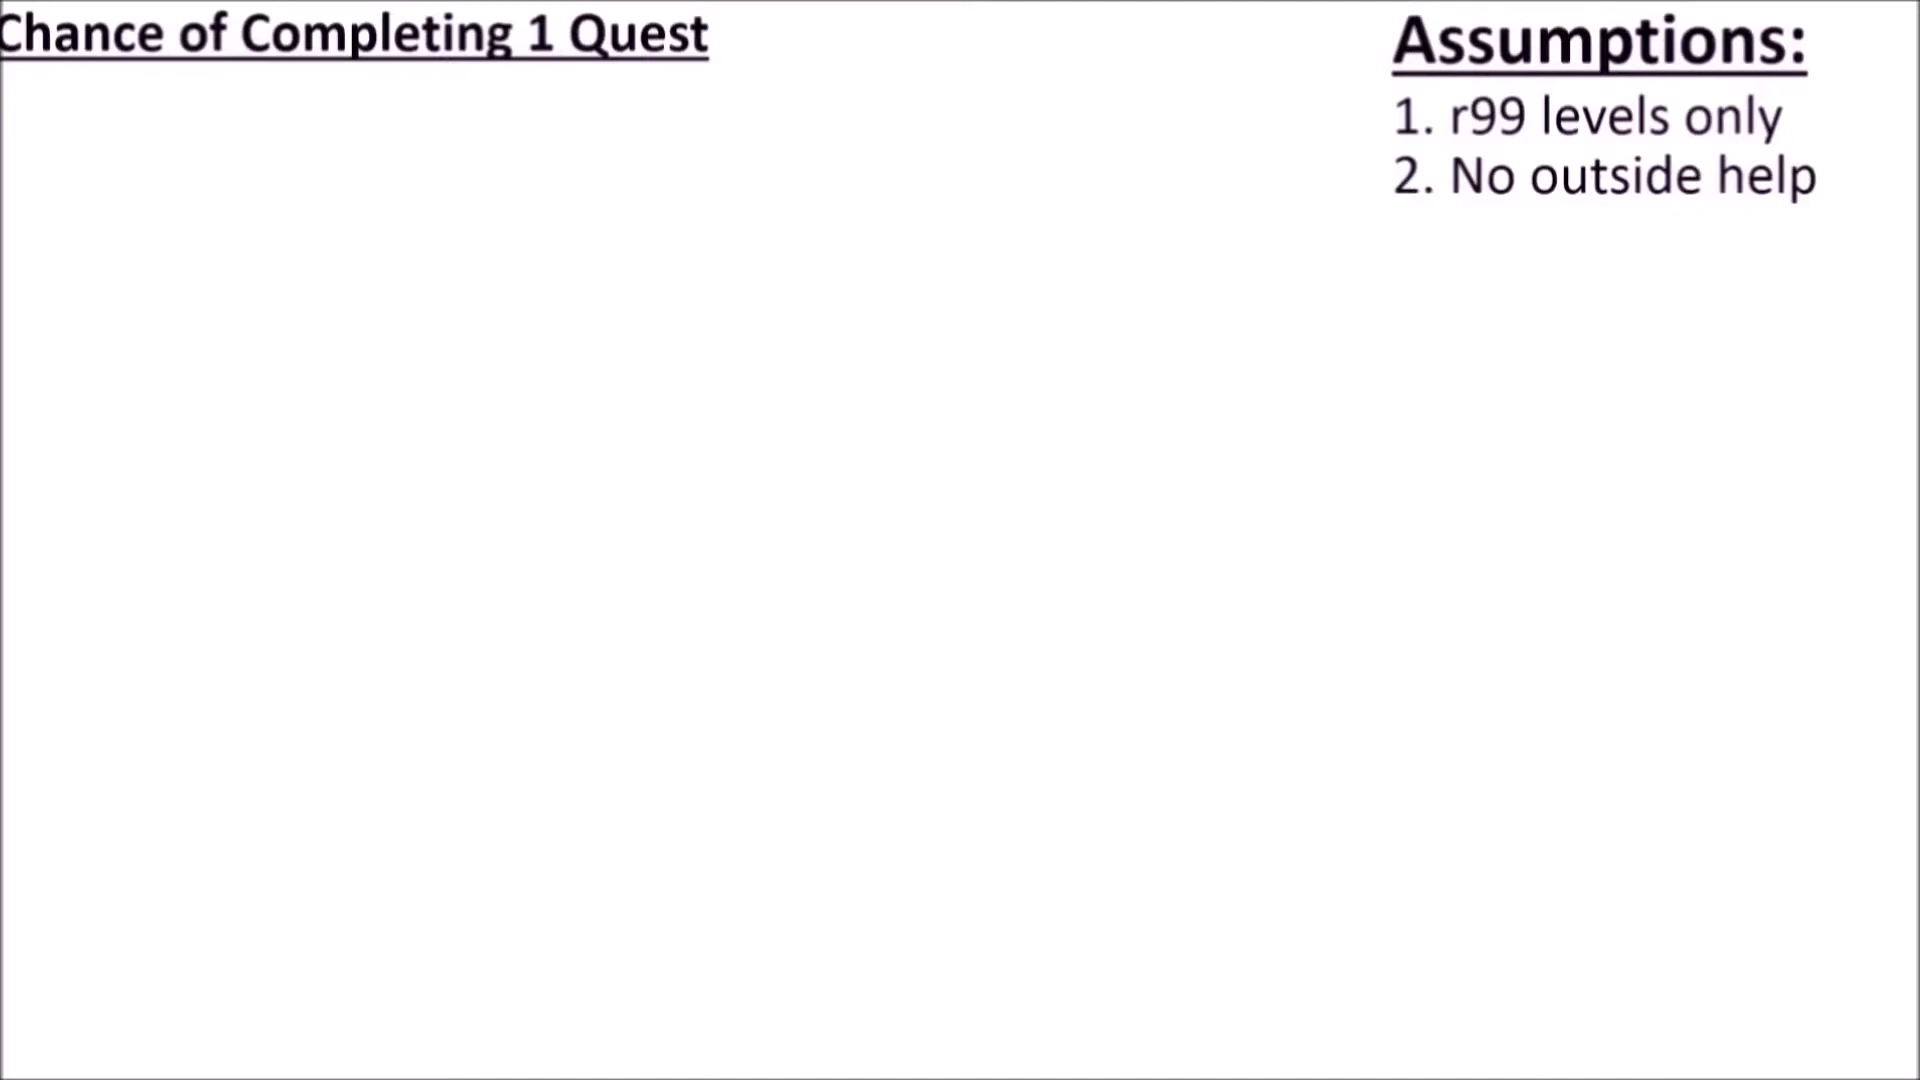 Chance of Completing 1 Quest
Assumptions:
1. r99 levels only
2. No outside help